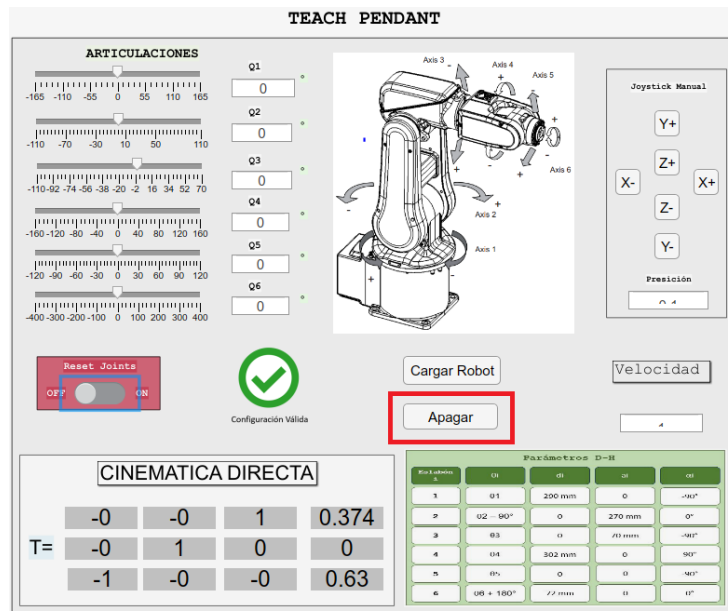 TEACH PENDANT
ARTICULACIONES
Q1
-165 -110 -55 0 55 110 165
0 °
Q2
-110 -70 -30 10 50 110
0 °
Q3
-110-92 -74 -56 -38 -20 -2 16 34 52 70
0 °
Q4
-160 -120 -80 -40 0 40 80 120 160
0 °
Q5
-120 -90 -60 -30 0 30 60 90 120
0 °
Q6
-400 -300 -200 -100 0 100 200 300 400
0 °
Axis 3 - Axis 4
+ Axis 5
+
Axis 6
Axis 2
Axis 1
Joystick Manual
Y+
Z+
X- X+
Z-
Y-
Presición
Reset Joints
OFF ON
Configuración Válida
Cargar Robot
Apagar
Velocidad
CINEMATICA DIRECTA
-0 -0 1 0.374
T= -0 1 0 0
-1 -0 -0 0.63
Parámetros D-H
1 θ1 290 mm 0 -90°
2 θ2 – 90° 0 270 mm 0°
3 θ3 0 70 mm -90°
4 θ4 302 mm 0 90°
5 θ5 0 0 -90°
6 θ6 + 180° 72 mm 0 0°